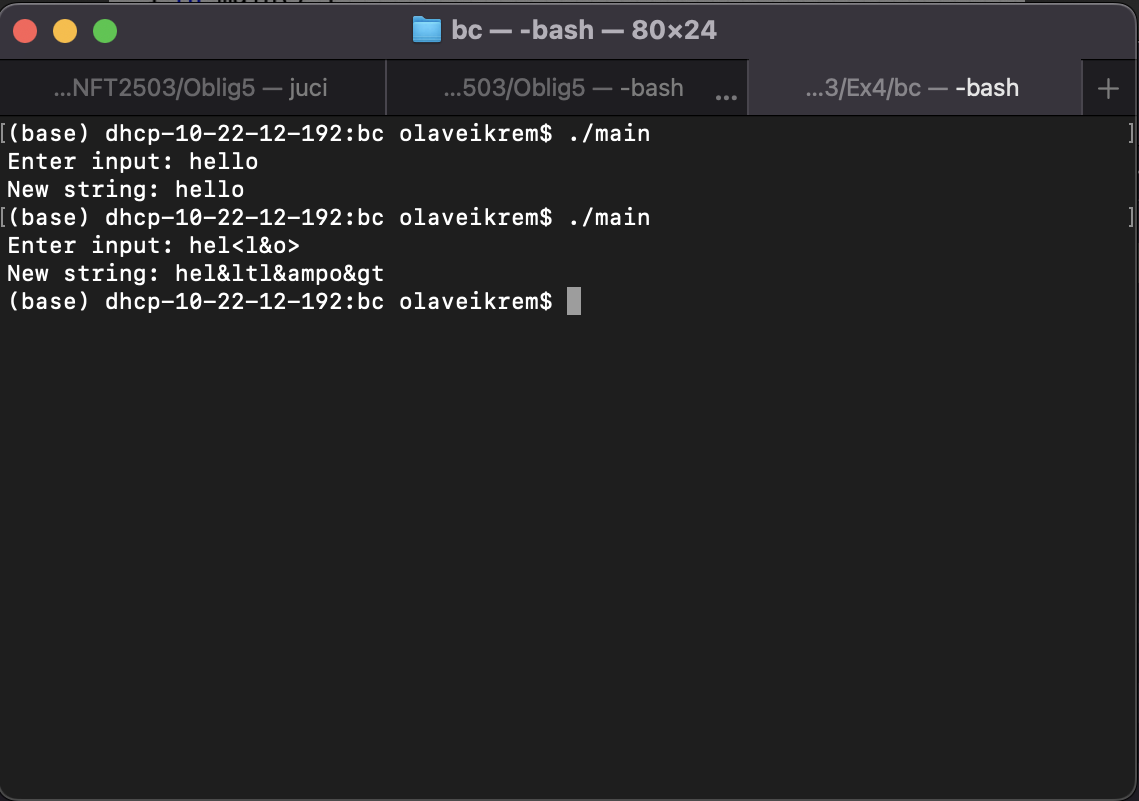 bc — -bash — 80×24
...NFT2503/Oblig5 — juci ...503/Oblig5 — -bash ... ...3/Ex4/bc — -bash +
[(base) dhcp-10-22-12-192:bc olaveikrem$ ./main ]
Enter input: hello
New string: hello
[(base) dhcp-10-22-12-192:bc olaveikrem$ ./main ]
Enter input: hel<l&o>
New string: hel&ltl&ampo&gt
(base) dhcp-10-22-12-192:bc olaveikrem$